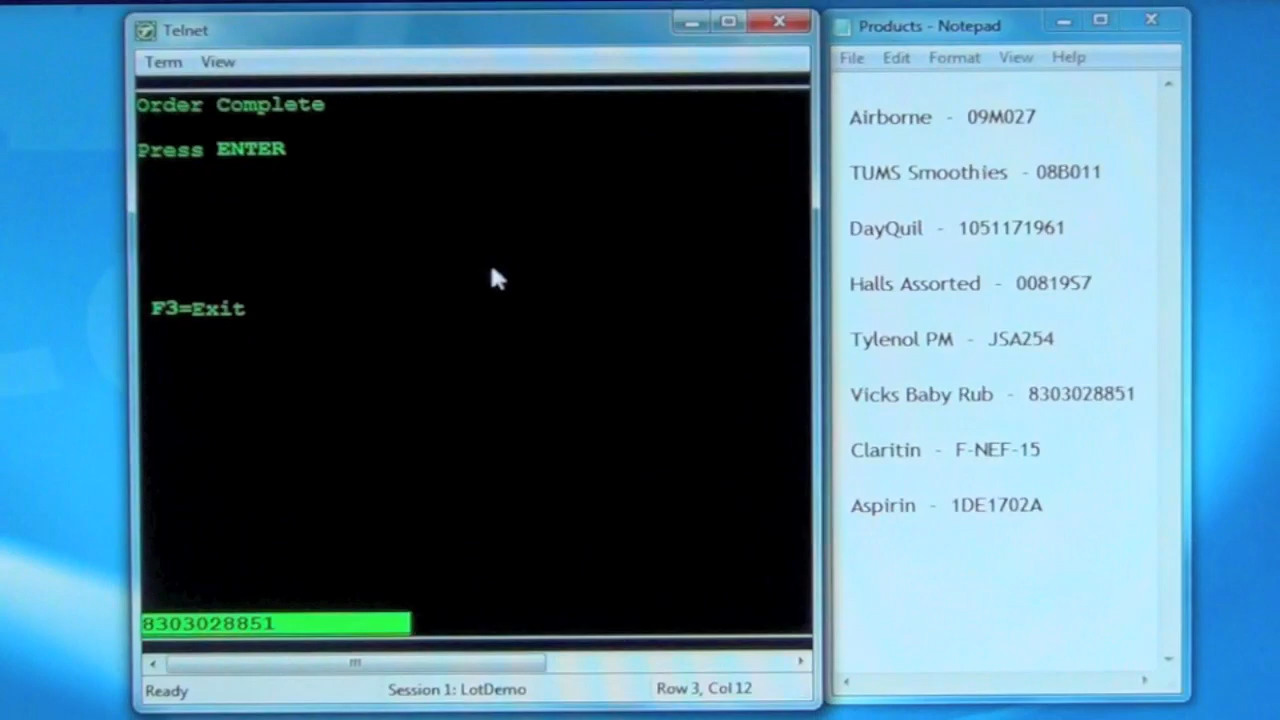 Telnet
Term View
Order Complete
Press ENTER
F3=Exit
8303028851
Ready Session 1: LotDemo Row 3, Col 12
Products - Notepad
File Edit Format View Help
Airborne - 09M027
TUMS Smoothies - 08B011
DayQuil - 1051171961
Halls Assorted - 00819S7
Tylenol PM - JSA254
Vicks Baby Rub - 8303028851
Claritin - F-NEF-15
Aspirin - 1DE1702A